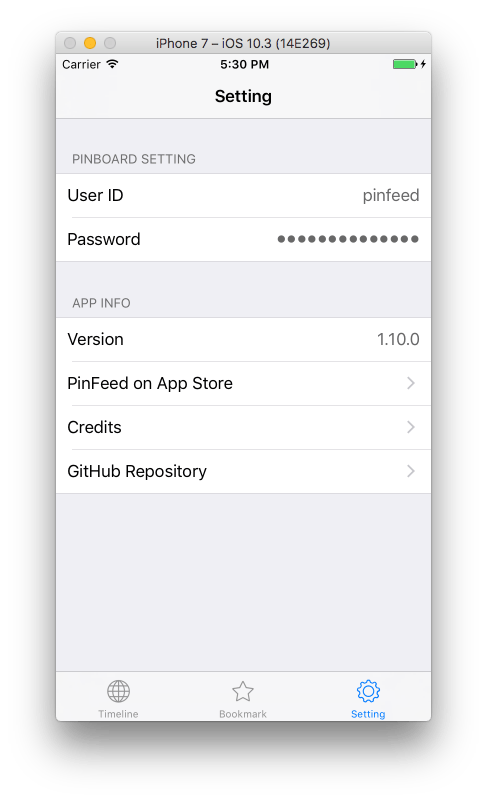 iPhone 7 – iOS 10.3 (14E269)
Carrier 5:30 PM
Setting
PINBOARD SETTING
User ID pinfeed
Password ●●●●●●●●●●●●●●
APP INFO
Version 1.10.0
PinFeed on App Store
Credits
GitHub Repository
Timeline Bookmark Setting